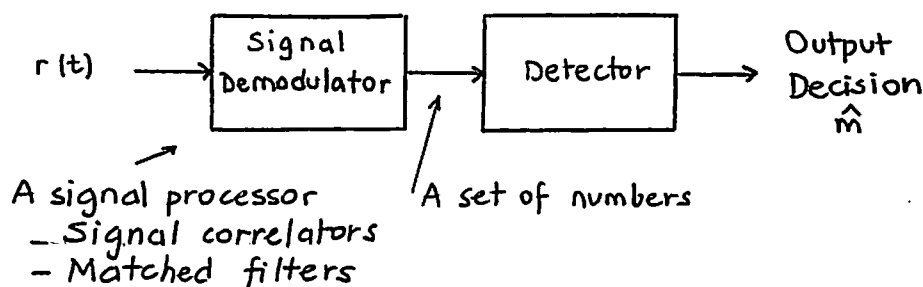 r(t)
Signal
Demodulator
Detector
Output
Decision
m̂
A signal processor
– Signal correlators
– Matched filters
A set of numbers